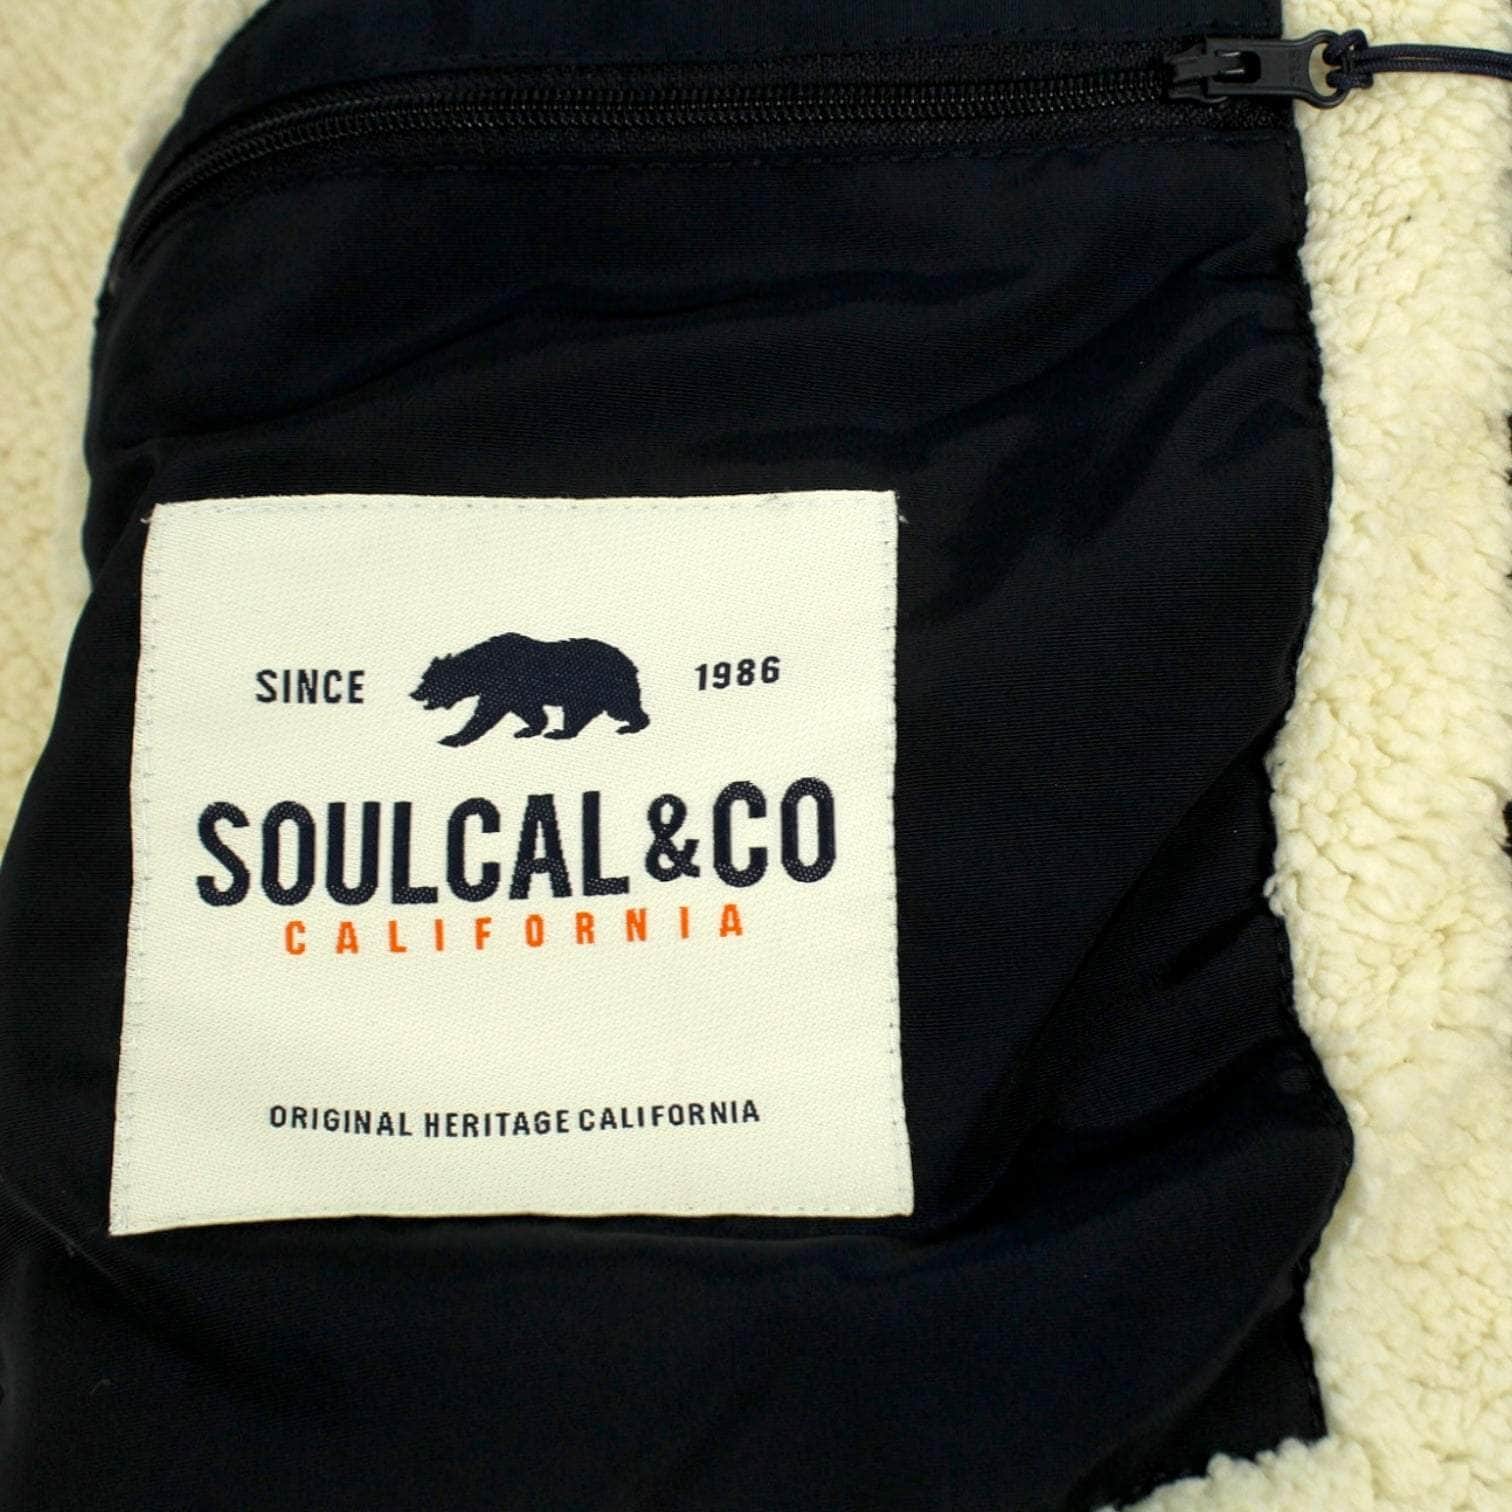 SINCE 1986
SOULCAL&CO
CALIFORNIA
ORIGINAL HERITAGE CALIFORNIA